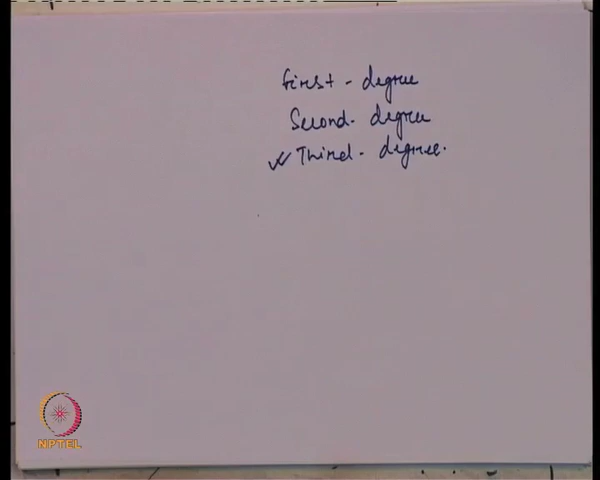 First - degree
Second - degree
Third - degree.
NPTEL